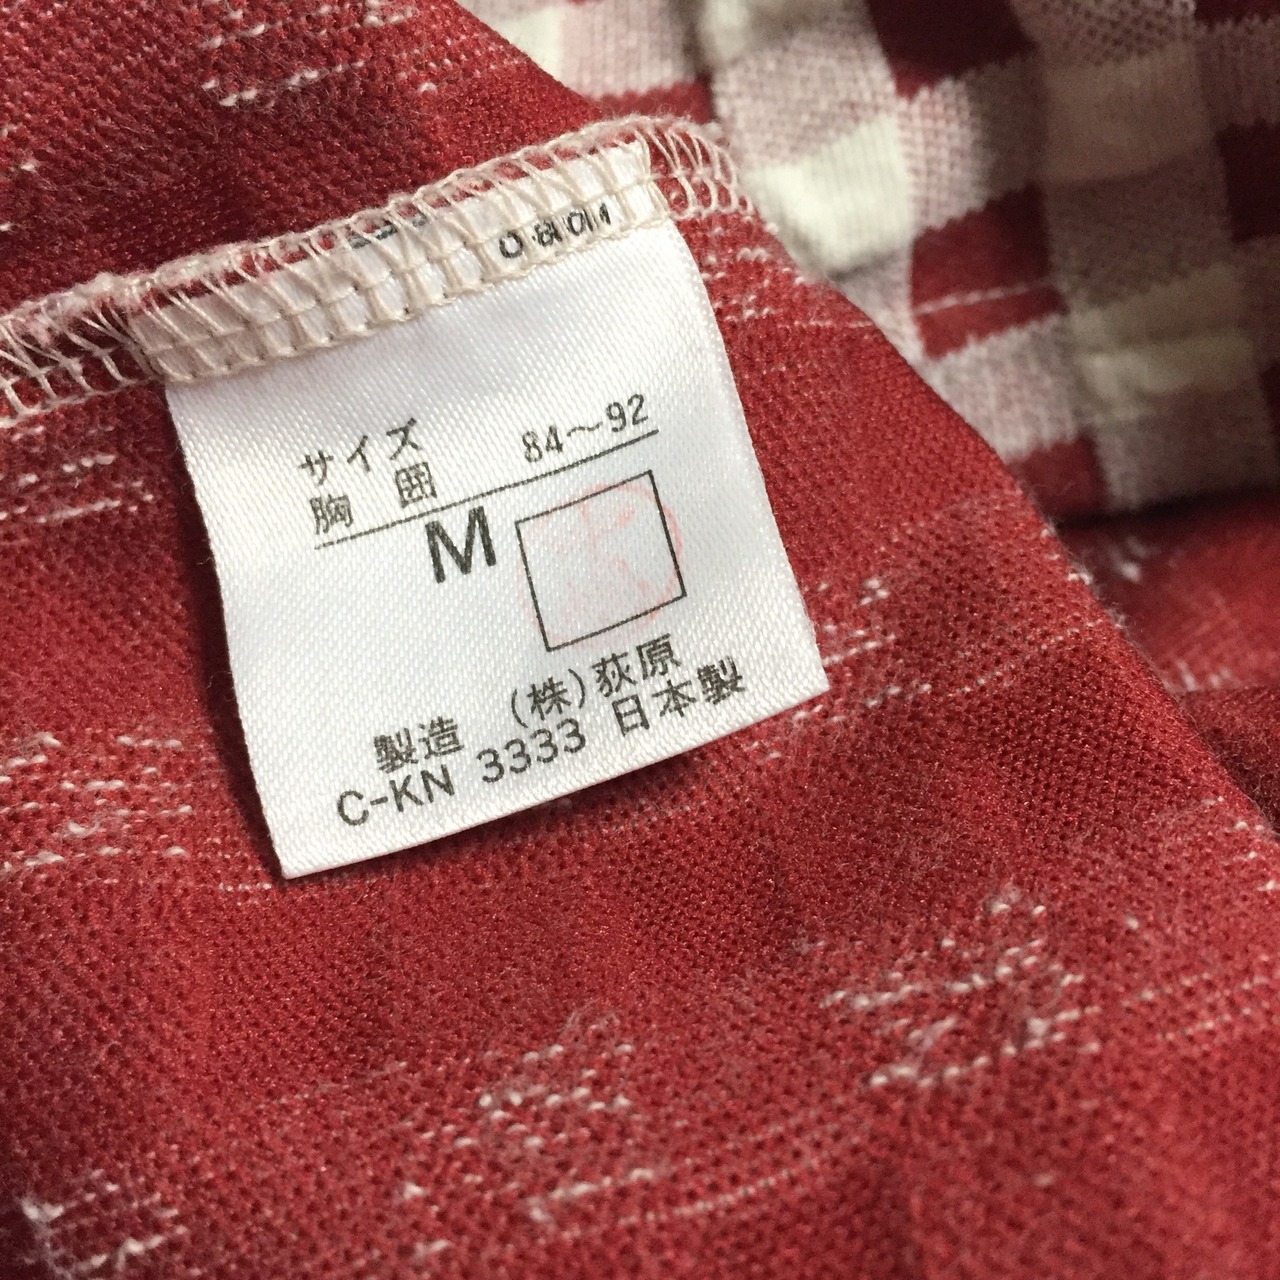 サイズ
胸 囲 84～92
M
製造 (株)荻原
C-KN 3333 日本製